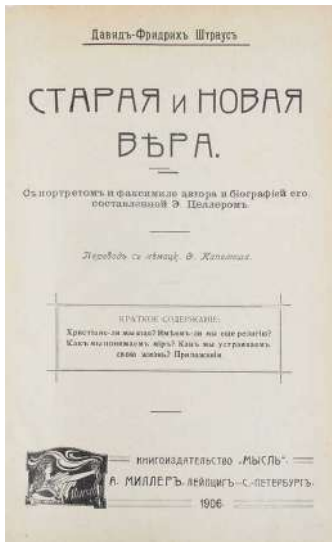 Давидъ-Фридрихъ Штраусъ
СТАРАЯ и НОВАЯ
ВѢРА.
Съ портретомъ и факсимиле автора и біографіей его,
составленной Э. Целлеромъ.
Переводъ съ нѣмецк. Ѳ. Капелюша.
КРАТКОЕ СОДЕРЖАНІЕ:
Христіане-ли мы еще? Имѣемъ-ли мы еще религію?
Какъ мы понимаемъ міръ? Какъ мы устраиваемъ
свою жизнь? Приложенія
КНИГОИЗДАТЕЛЬСТВО „МЫСЛЬ“
А. МИЛЛЕРЪ, ЛЕЙПЦИГЪ—С.-ПЕТЕРБУРГЪ.
1906